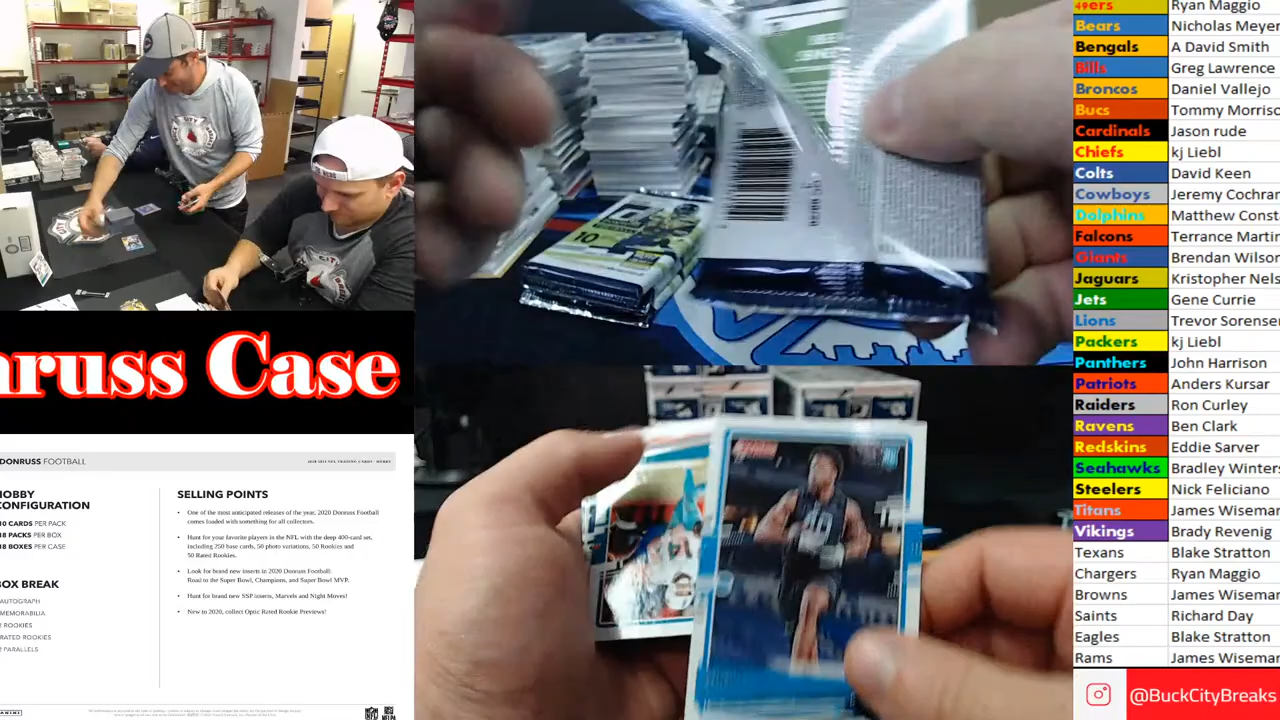 nruss Case
DONRUSS FOOTBALL
HOBBY
CONFIGURATION
10 CARDS PER PACK
18 PACKS PER BOX
18 BOXES PER CASE
BOX BREAK
AUTOGRAPH
MEMORABILIA
ROOKIES
RATED ROOKIES
PARALLELS
PANINI
SELLING POINTS
• One of the most anticipated releases of the year, 2020 Donruss Football
comes loaded with something for all collectors.
• Hunt for your favorite players in the NFL with the deep 400-card set,
including 250 base cards, 50 photo variations, 50 Rookies and
50 Rated Rookies.
• Look for brand new inserts in 2020 Donruss Football:
Road to the Super Bowl, Champions, and Super Bowl MVP.
• Hunt for brand new SSP inserts, Marvels and Night Moves!
• New to 2020, collect Optic Rated Rookie Previews!
10
49ers Ryan Maggio
Bears Nicholas Meyer
Bengals A David Smith
Bills Greg Lawrence
Broncos Daniel Vallejo
Bucs Tommy Morriso
Cardinals Jason rude
Chiefs kj Liebl
Colts David Keen
Cowboys Jeremy Cochran
Dolphins Matthew Const
Falcons Terrance Martin
Giants Brendan Wilson
Jaguars Kristopher Nels
Jets Gene Currie
Lions Trevor Sorensen
Packers kj Liebl
Panthers John Harrison
Patriots Anders Kursar
Raiders Ron Curley
Ravens Ben Clark
Redskins Eddie Sarver
Seahawks Bradley Winters
Steelers Nick Feliciano
Titans James Wiseman
Vikings Brady Revenig
Texans Blake Stratton
Chargers Ryan Maggio
Browns James Wiseman
Saints Richard Day
Eagles Blake Stratton
Rams James Wiseman
@BuckCityBreaks